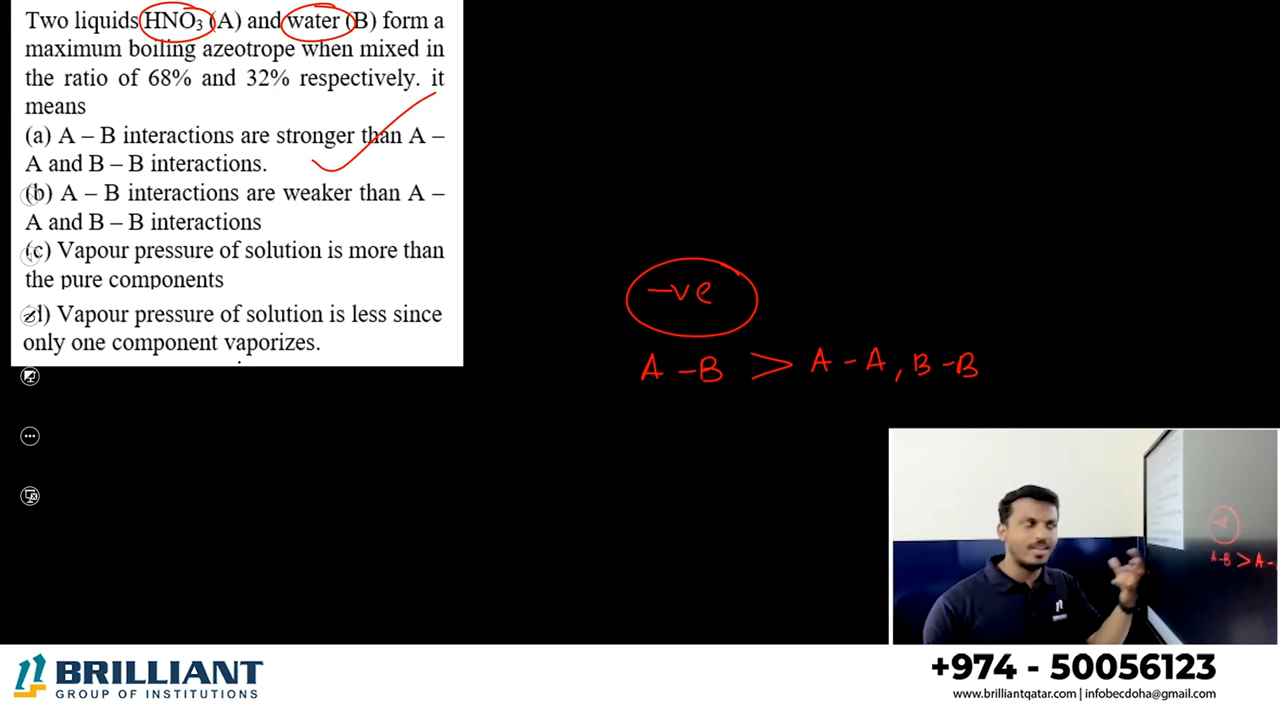 Two liquids HNO₃ (A) and water (B) form a
maximum boiling azeotrope when mixed in
the ratio of 68% and 32% respectively. it
means
(a) A – B interactions are stronger than A –
A and B – B interactions.
(b) A – B interactions are weaker than A –
A and B – B interactions
(c) Vapour pressure of solution is more than
the pure components
d) Vapour pressure of solution is less since
only one component vaporizes.
-ve
A - B > A - A, B - B
-ve
A-B > A-
BRILLIANT
GROUP OF INSTITUTIONS
+974 - 50056123
www.brilliantqatar.com | infobecdoha@gmail.com